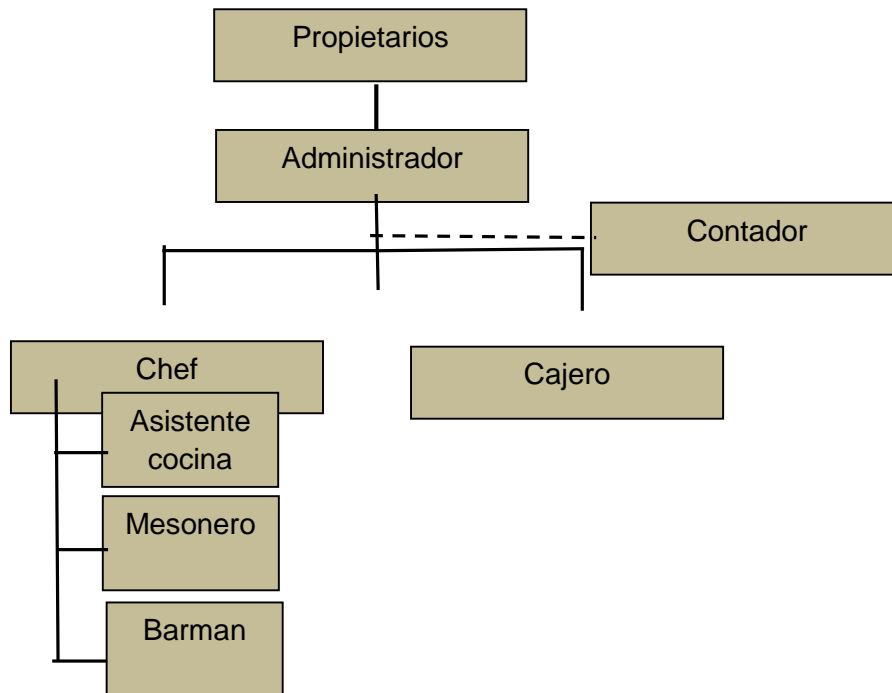 Propietarios
Administrador
Contador
Chef
Cajero
Asistente
cocina
Mesonero
Barman